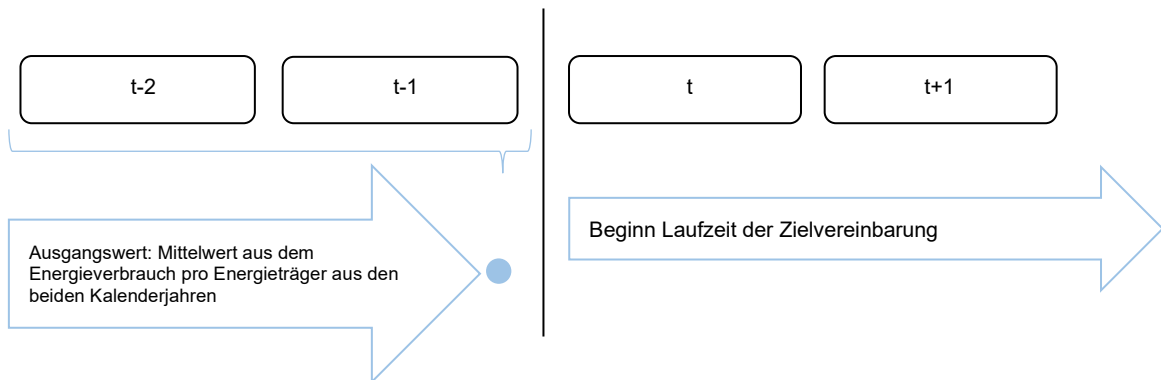 t-2
t-1
t
t+1
Ausgangswert: Mittelwert aus dem
Energieverbrauch pro Energieträger aus den
beiden Kalenderjahren
Beginn Laufzeit der Zielvereinbarung